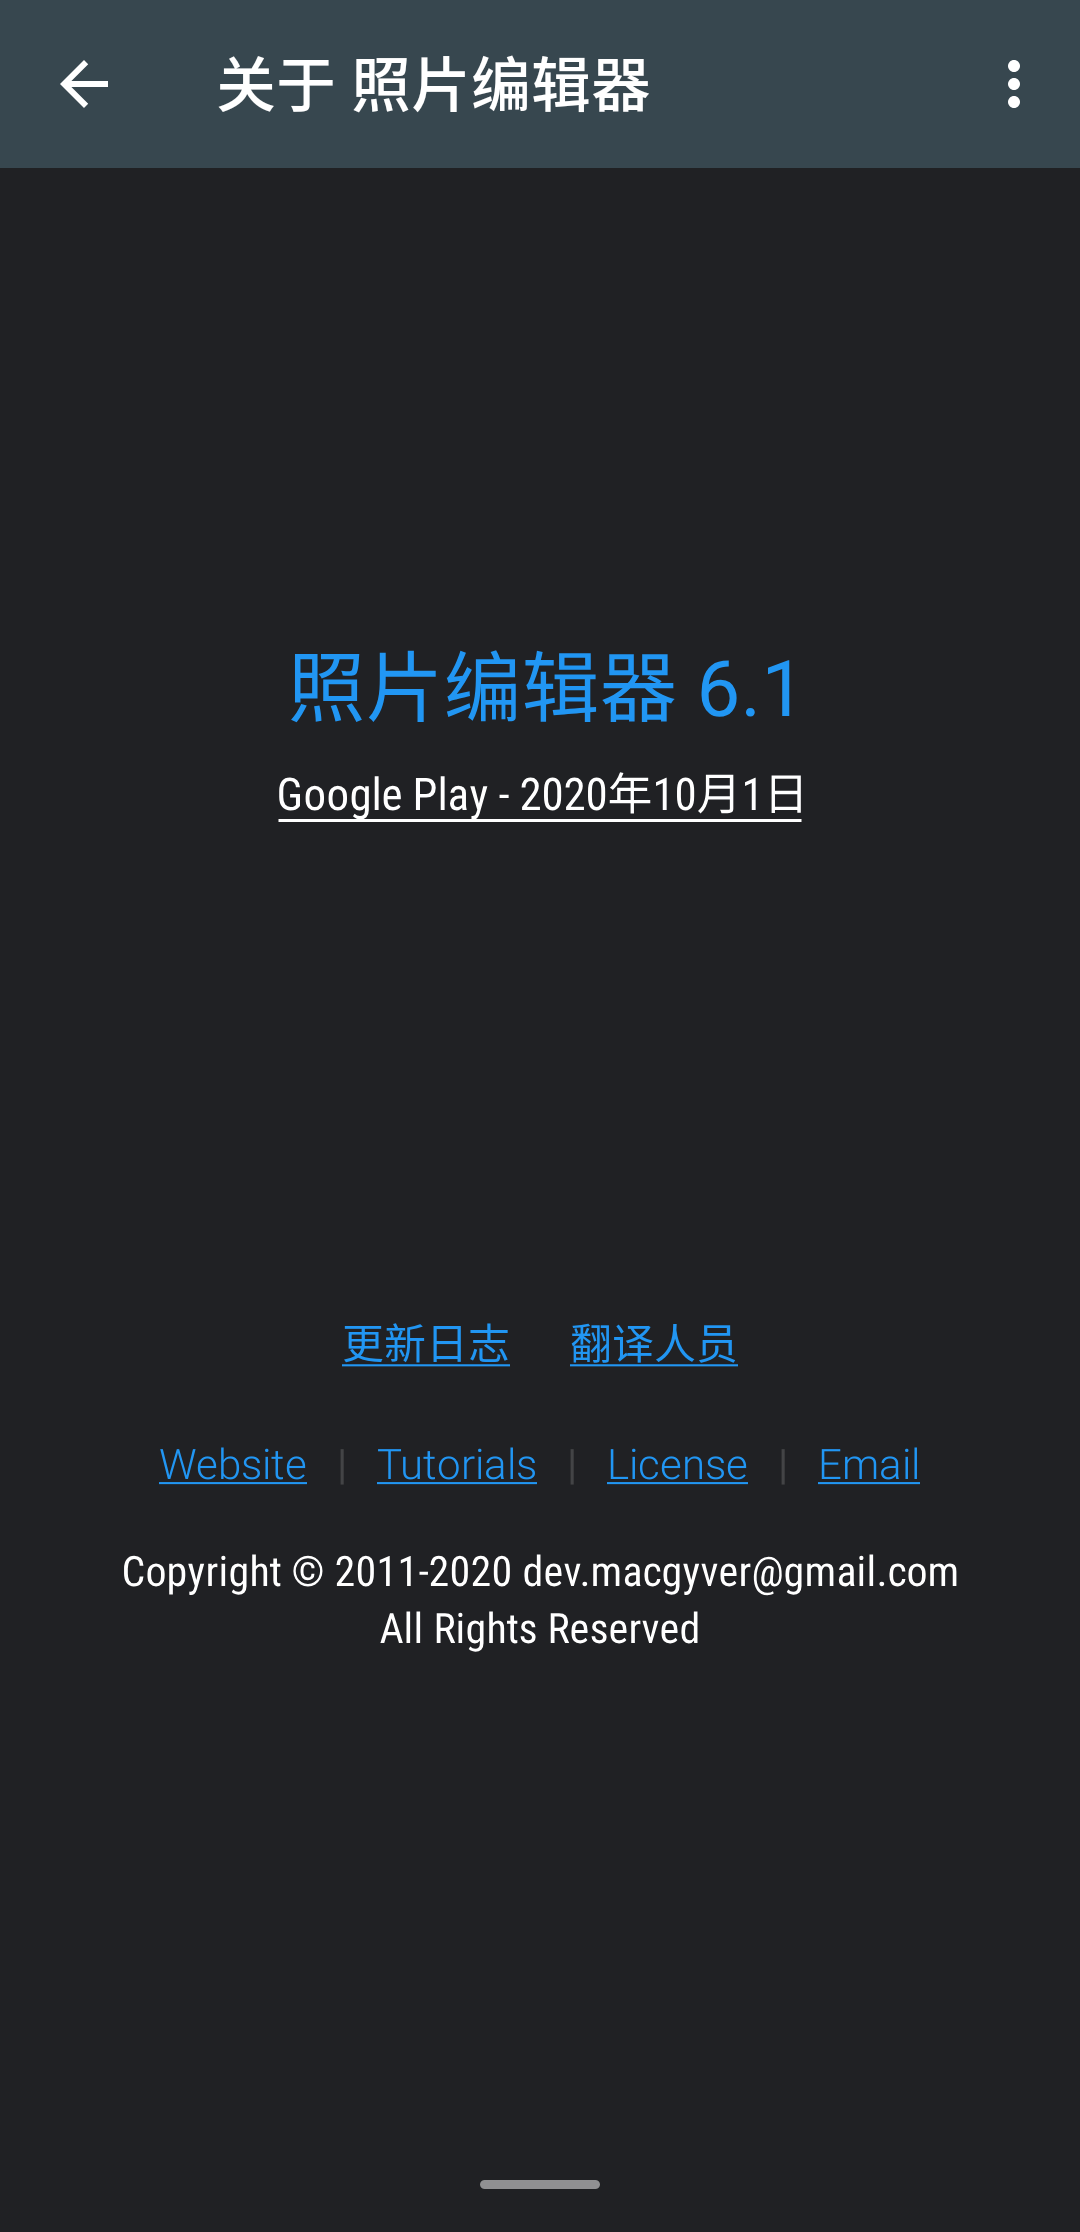 关于 照片编辑器
照片编辑器 6.1
Google Play - 2020年10月1日
更新日志 翻译人员
Website | Tutorials | License | Email
Copyright © 2011-2020 dev.macgyver@gmail.com
All Rights Reserved